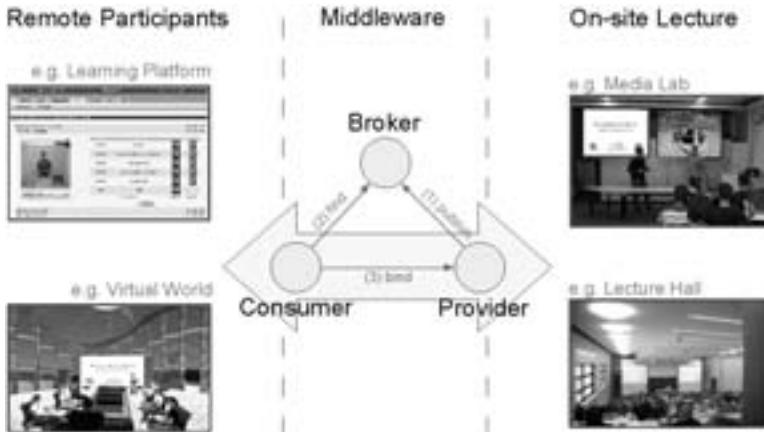 Remote Participants
Middleware
On-site Lecture
e.g. Learning Platform
e.g. Media Lab
Broker
(2) find
(1) publish
(3) bind
Consumer
Provider
e.g. Virtual World
e.g. Lecture Hall